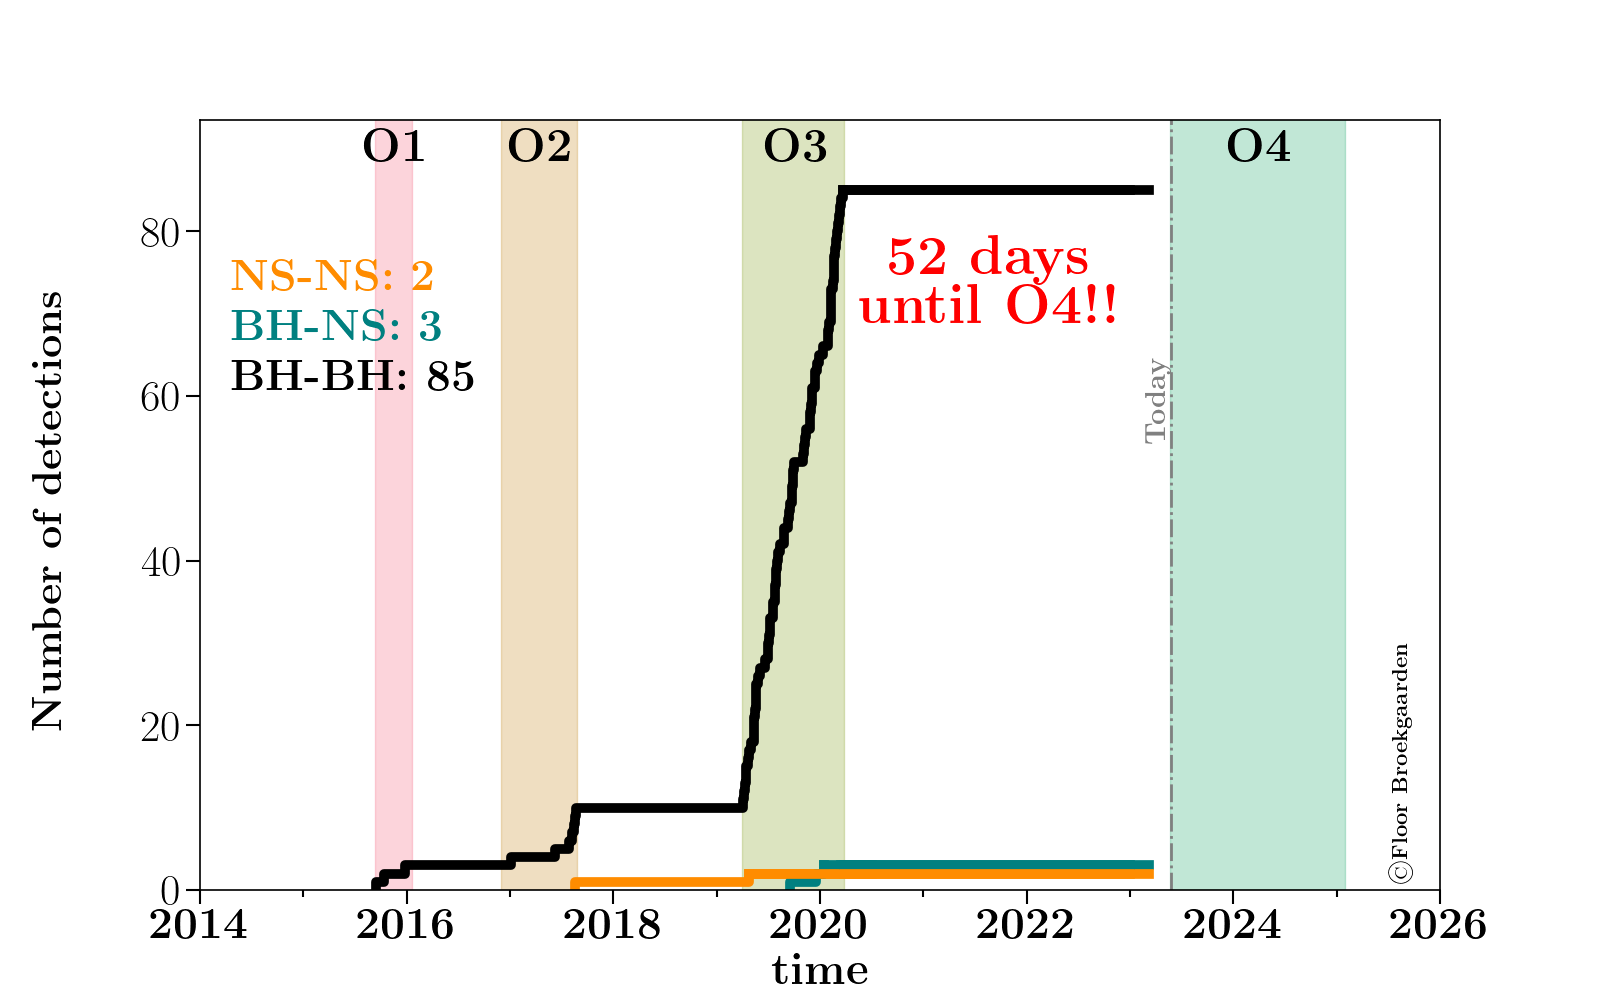 O1 O2 O3 O4
80
60
40
20
0
Number of detections
NS-NS: 2
BH-NS: 3
BH-BH: 85
52 days
until O4!!
Today
©Floor Broekgaarden
2014 2016 2018 2020 2022 2024 2026
time